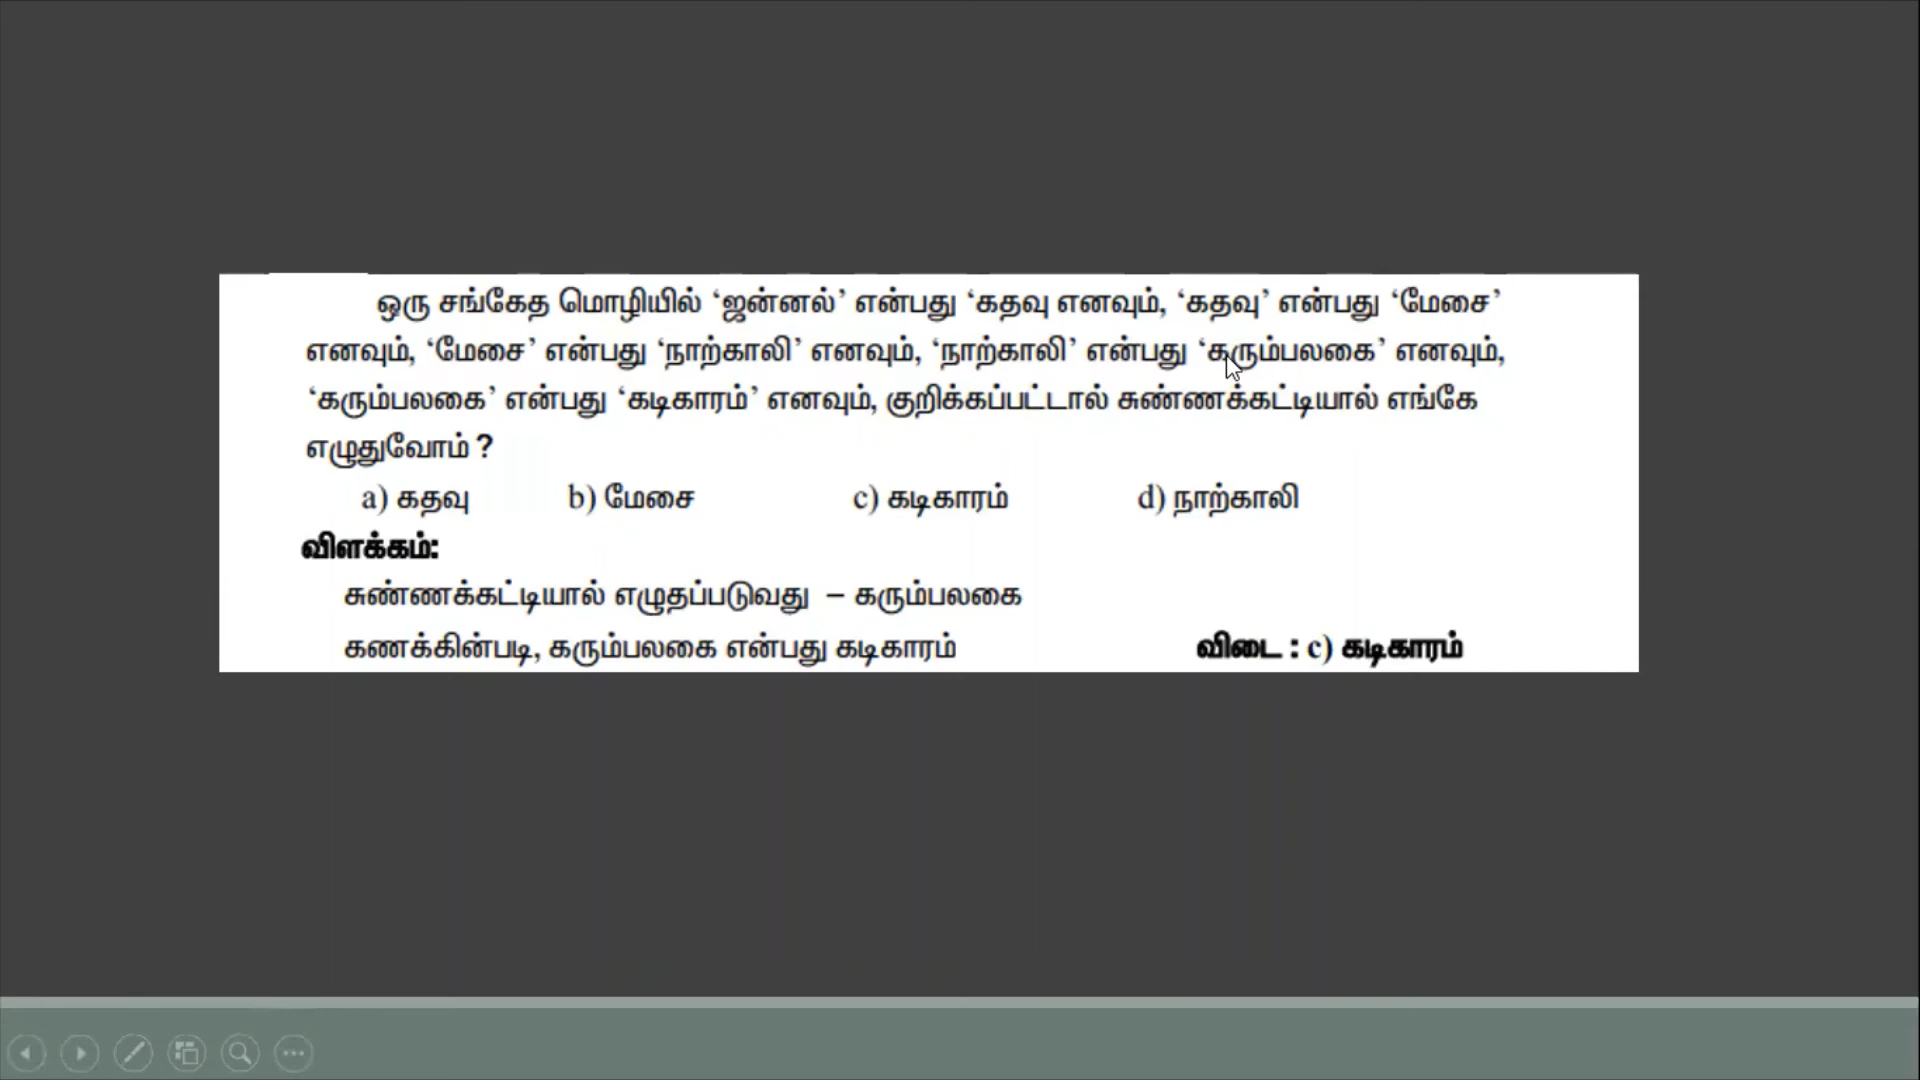 ஒரு சங்கேத மொழியில் ‘ஜன்னல்’ என்பது ‘கதவு எனவும், ‘கதவு’ என்பது ‘மேசை’
எனவும், ‘மேசை’ என்பது ‘நாற்காலி’ எனவும், ‘நாற்காலி’ என்பது ‘கரும்பலகை’ எனவும்,
‘கரும்பலகை’ என்பது ‘கடிகாரம்’ எனவும், குறிக்கப்பட்டால் சுண்ணக்கட்டியால் எங்கே
எழுதுவோம் ?
a) கதவு b) மேசை c) கடிகாரம் d) நாற்காலி
விளக்கம்:
சுண்ணக்கட்டியால் எழுதப்படுவது – கரும்பலகை
கணக்கின்படி, கரும்பலகை என்பது கடிகாரம் விடை : c) கடிகாரம்